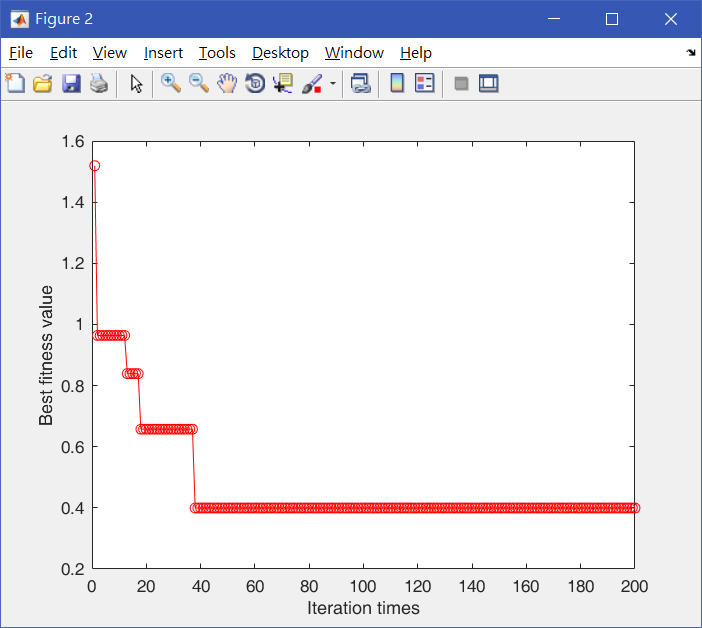 Figure 2
File Edit View Insert Tools Desktop Window Help
1.6
1.4
1.2
1
0.8
0.6
0.4
0.2
Best fitness value
0 20 40 60 80 100 120 140 160 180 200
Iteration times